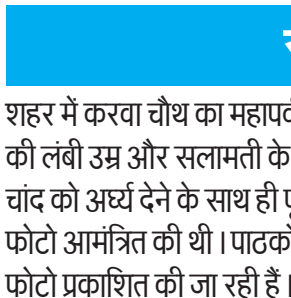 शहर में करवा चौथ का महापर्व
की लंबी उम्र और सलामती के
चांद को अर्घ्य देने के साथ ही
फोटो आमंत्रित की थी। पाठकों
फोटो प्रकाशित की जा रही हैं।